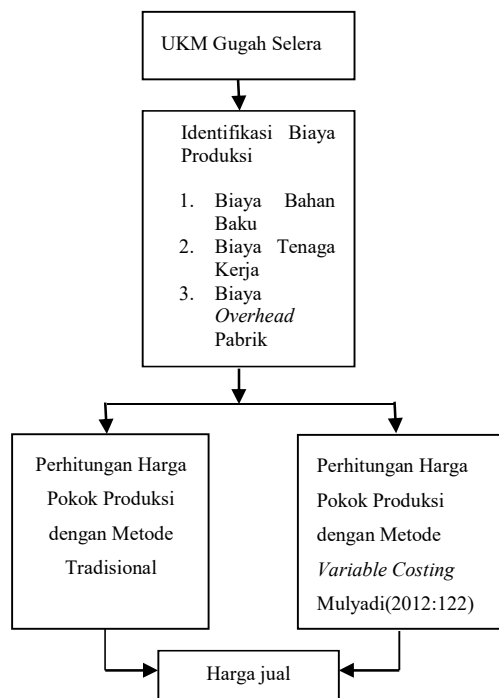 UKM Gugah Selera
Identifikasi Biaya
Produksi
1. Biaya Bahan
Baku
2. Biaya Tenaga
Kerja
3. Biaya
Overhead
Pabrik
Perhitungan Harga
Pokok Produksi
dengan Metode
Tradisional
Perhitungan Harga
Pokok Produksi
dengan Metode
Variable Costing
Mulyadi(2012:122)
Harga jual